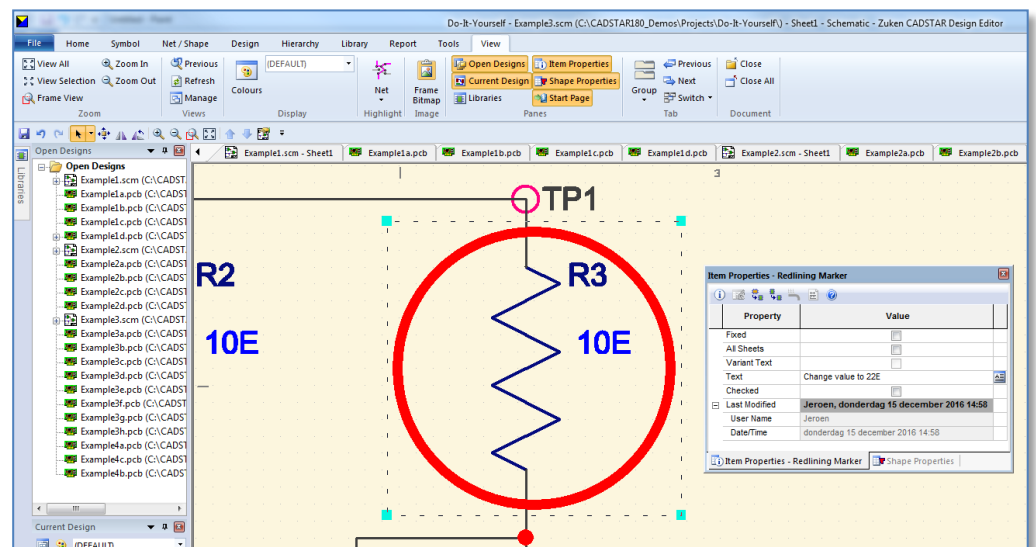 Do-It-Yourself - Example3.scm (C:\CADSTAR180_Demos\Projects\Do-It-Yourself\) - Sheet1 - Schematic - Zuken CADSTAR Design Editor
File Home Symbol Net / Shape Design Hierarchy Library Report Tools View
View All Zoom In Previous (DEFAULT) Open Designs Item Properties Previous Close
View Selection Zoom Out Refresh Colours Net Frame Bitmap Current Design Shape Properties Group Next Close All
Frame View Manage Libraries Start Page Switch
Zoom Views Display Highlight Image Panes Tab Document
Open Designs Example1.scm - Sheet1 Example1a.pcb Example1b.pcb Example1c.pcb Example1d.pcb Example2.scm - Sheet1 Example2a.pcb Example2b.pcb
Libraries
Open Designs
Example1.scm (C:\CADST
Example1a.pcb (C:\CADST
Example1b.pcb (C:\CADST
Example1c.pcb (C:\CADST
Example1d.pcb (C:\CADST
Example2.scm (C:\CADST
Example2a.pcb (C:\CADST
Example2b.pcb (C:\CADST
Example2c.pcb (C:\CADST
Example2d.pcb (C:\CADST
Example3.scm (C:\CADST
Example3a.pcb (C:\CADST
Example3b.pcb (C:\CADST
Example3c.pcb (C:\CADST
Example3d.pcb (C:\CADST
Example3e.pcb (C:\CADST
Example3f.pcb (C:\CADST
Example3g.pcb (C:\CADST
Example3h.pcb (C:\CADST
Example4a.pcb (C:\CADST
Example4c.pcb (C:\CADST
Example4b.pcb (C:\CADST
Current Design
(DEFAULT)
3
TP1
R2
10E
R3
10E
Item Properties - Redlining Marker
Property Value
Fixed
All Sheets
Variant Text
Text Change value to 22E
Checked
Last Modified Jeroen, donderdag 15 december 2016 14:58
User Name Jeroen
Date/Time donderdag 15 december 2016 14:58
Item Properties - Redlining Marker Shape Properties